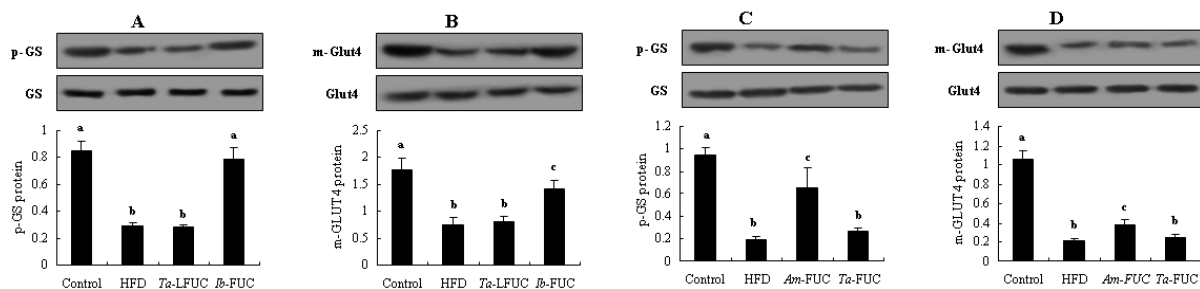 A
p-GS
GS
1
0.8
0.6
0.4
0.2
0
p-GS protein
a
b
b
a
Control HFD Ta-LFUC Ib-FUC
B
m-Glut4
Glut4
2.5
2
1.5
1
0.5
0
m-GLUT4 protein
a
b
b
c
Control HFD Ta-LFUC Ib-FUC
C
p-GS
GS
1.2
1
0.8
0.6
0.4
0.2
0
p-GS protein
a
b
c
b
Control HFD Am-FUC Ta-FUC
D
m-Glut4
Glut4
1.4
1.2
1
0.8
0.6
0.4
0.2
0
m-GLUT4 protein
a
b
c
b
Control HFD Am-FUC Ta-FUC